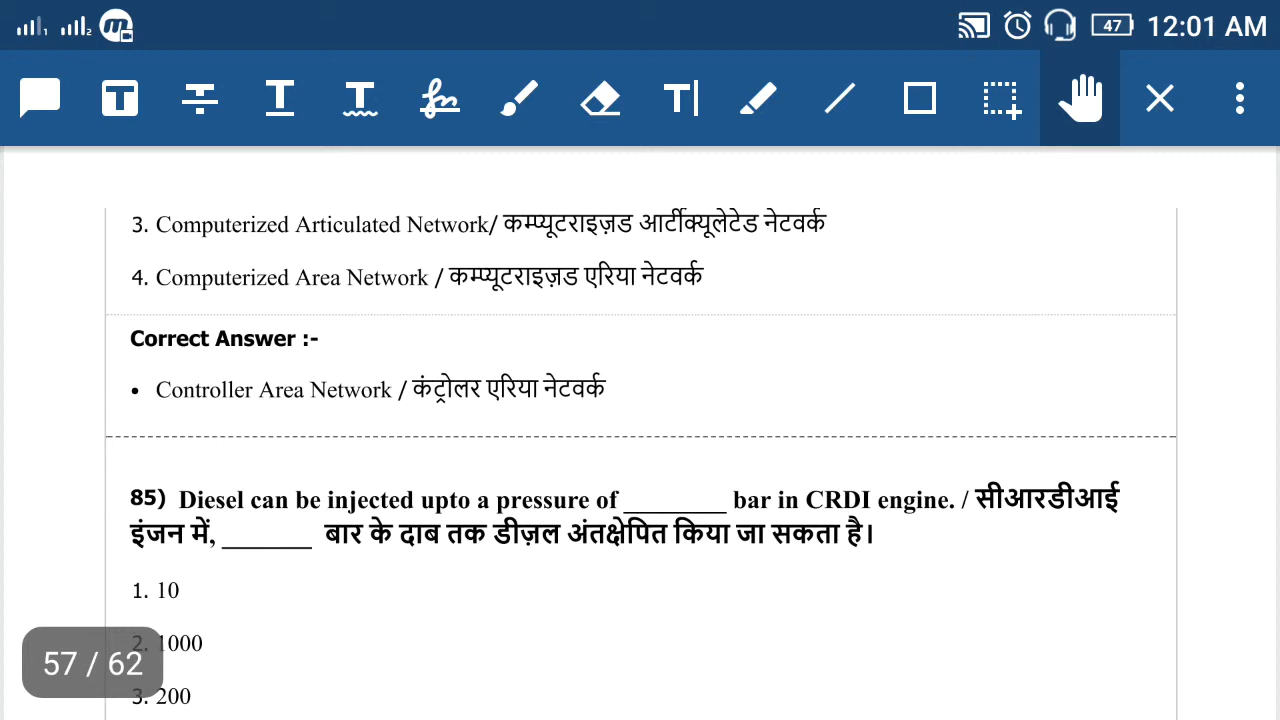 47 12:01 AM
3. Computerized Articulated Network/ कम्प्यूटराइज़ड आर्टीक्यूलेटेड नेटवर्क
4. Computerized Area Network / कम्प्यूटराइज़ड एरिया नेटवर्क
Correct Answer :-
• Controller Area Network / कंट्रोलर एरिया नेटवर्क
85) Diesel can be injected upto a pressure of ________ bar in CRDI engine. / सीआरडीआई
इंजन में, _______ बार के दाब तक डीज़ल अंतक्षेपित किया जा सकता है।
1. 10
2. 1000
57 / 62
3. 200